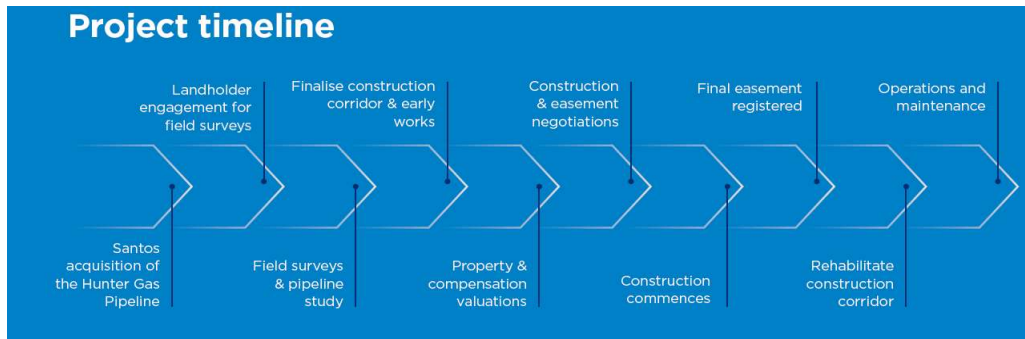 Project timeline
Landholder
engagement for
field surveys
Finalise construction
corridor & early
works
Construction
& easement
negotiations
Final easement
registered
Operations and
maintenance
Santos
acquisition of
the Hunter Gas
Pipeline
Field surveys
& pipeline
study
Property &
compensation
valuations
Construction
commences
Rehabilitate
construction
corridor